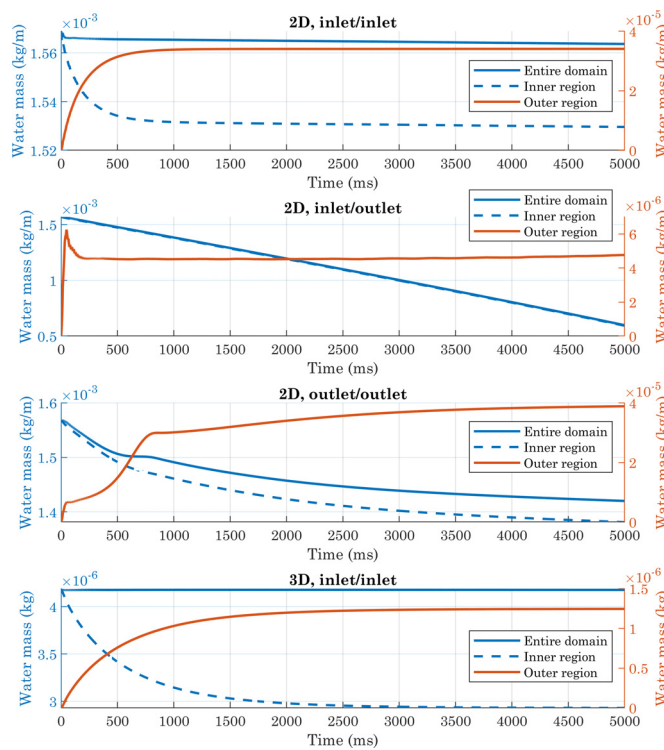 2D, inlet/inlet
×10⁻³
×10⁻⁵
Water mass (kg/m)
1.56
1.54
1.52
4
2
0
Water mass (kg/m)
Entire domain
Inner region
Outer region
0 500 1000 1500 2000 2500 3000 3500 4000 4500 5000
Time (ms)
2D, inlet/outlet
×10⁻³
×10⁻⁶
Water mass (kg/m)
1.5
1
0.5
6
4
2
0
Water mass (kg/m)
Entire domain
Inner region
Outer region
0 500 1000 1500 2000 2500 3000 3500 4000 4500 5000
Time (ms)
2D, outlet/outlet
×10⁻³
×10⁻⁵
Water mass (kg/m)
1.6
1.5
1.4
4
2
0
Water mass (kg/m)
Entire domain
Inner region
Outer region
0 500 1000 1500 2000 2500 3000 3500 4000 4500 5000
Time (ms)
3D, inlet/inlet
×10⁻⁶
×10⁻⁶
Water mass (kg)
4
3.5
3
1.5
1
0.5
0
Water mass (kg)
Entire domain
Inner region
Outer region
0 500 1000 1500 2000 2500 3000 3500 4000 4500 5000
Time (ms)